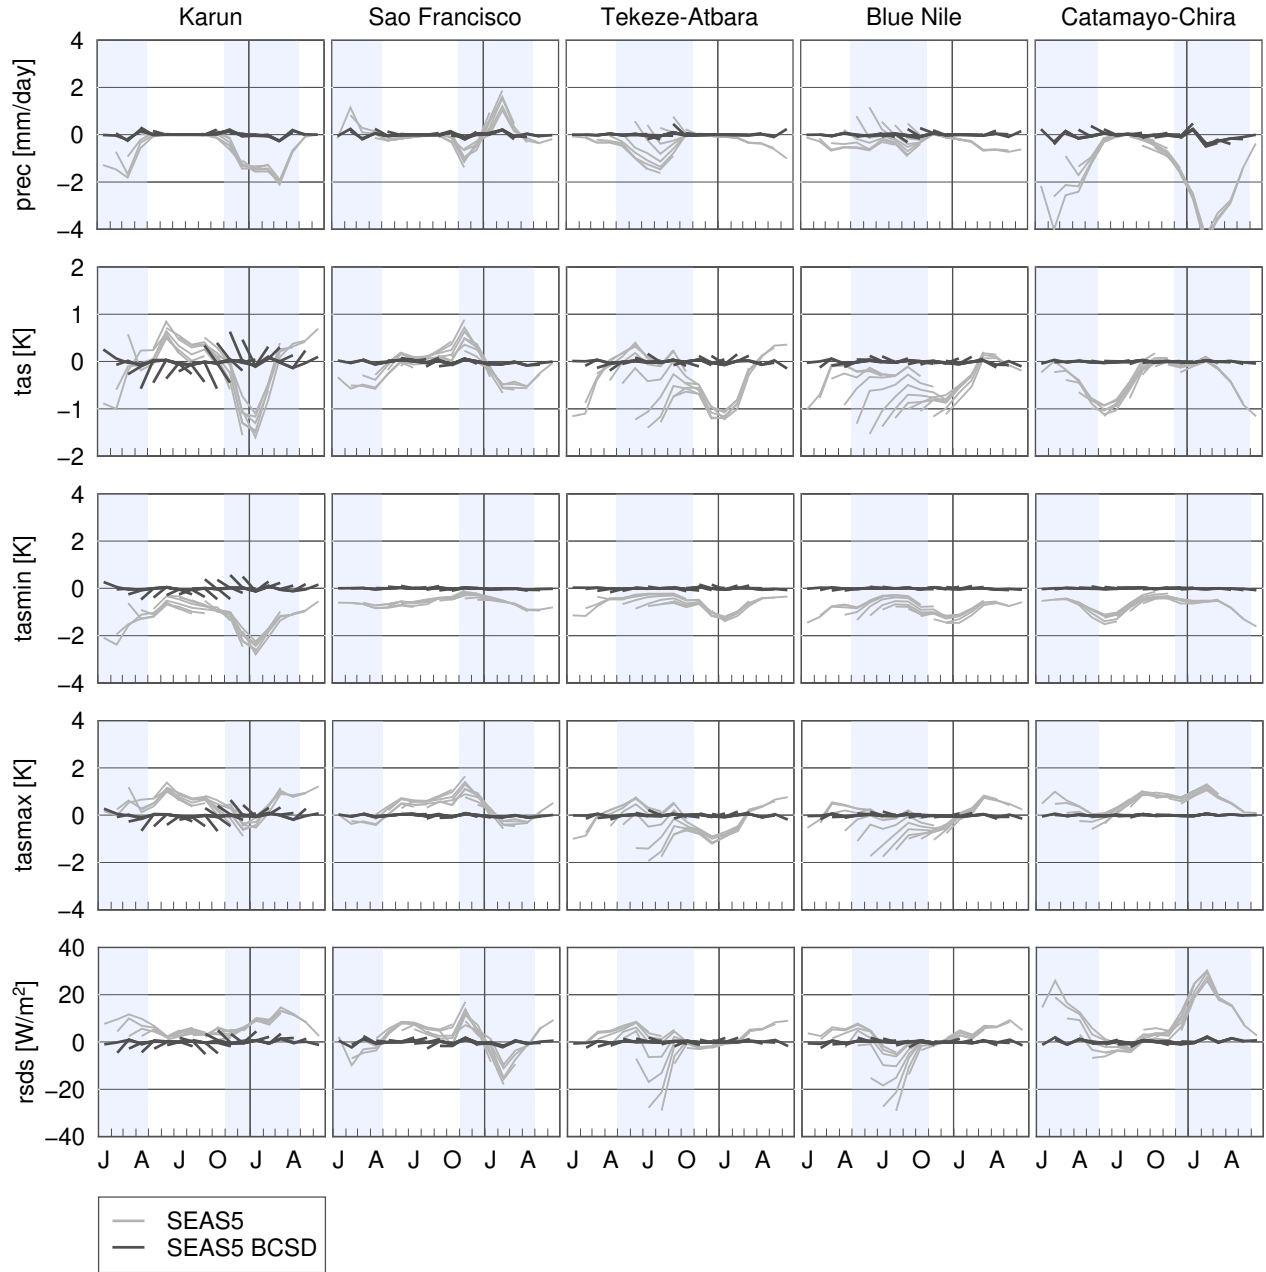 Karun Sao Francisco Tekeze-Atbara Blue Nile Catamayo-Chira
prec [mm/day]
4
2
0
−2
−4
tas [K]
2
1
0
−1
−2
tasmin [K]
4
2
0
−2
−4
tasmax [K]
4
2
0
−2
−4
rsds [W/m²]
40
20
0
−20
−40
J A J O J A J A J O J A J A J O J A J A J O J A J A J O J A
SEAS5
SEAS5 BCSD